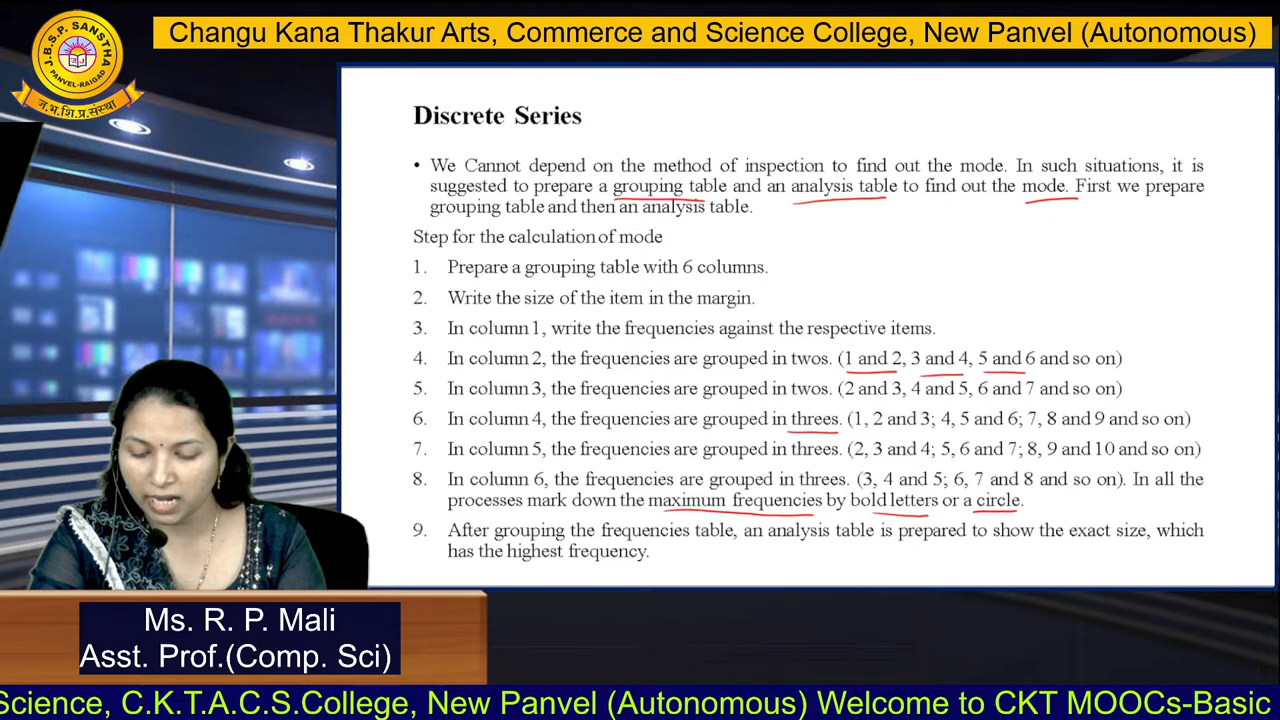 J.B.S.P. SANSTHA
PANVEL-RAIGAD
ज.भ.शि.प्र.संस्था
Changu Kana Thakur Arts, Commerce and Science College, New Panvel (Autonomous)
Discrete Series
• We Cannot depend on the method of inspection to find out the mode. In such situations, it is
suggested to prepare a grouping table and an analysis table to find out the mode. First we prepare
grouping table and then an analysis table.
Step for the calculation of mode
1. Prepare a grouping table with 6 columns.
2. Write the size of the item in the margin.
3. In column 1, write the frequencies against the respective items.
4. In column 2, the frequencies are grouped in twos. (1 and 2, 3 and 4, 5 and 6 and so on)
5. In column 3, the frequencies are grouped in twos. (2 and 3, 4 and 5, 6 and 7 and so on)
6. In column 4, the frequencies are grouped in threes. (1, 2 and 3; 4, 5 and 6; 7, 8 and 9 and so on)
7. In column 5, the frequencies are grouped in threes. (2, 3 and 4; 5, 6 and 7; 8, 9 and 10 and so on)
8. In column 6, the frequencies are grouped in threes. (3, 4 and 5; 6, 7 and 8 and so on). In all the
processes mark down the maximum frequencies by bold letters or a circle.
9. After grouping the frequencies table, an analysis table is prepared to show the exact size, which
has the highest frequency.
Ms. R. P. Mali
Asst. Prof.(Comp. Sci)
Science, C.K.T.A.C.S.College, New Panvel (Autonomous) Welcome to CKT MOOCs-Basic